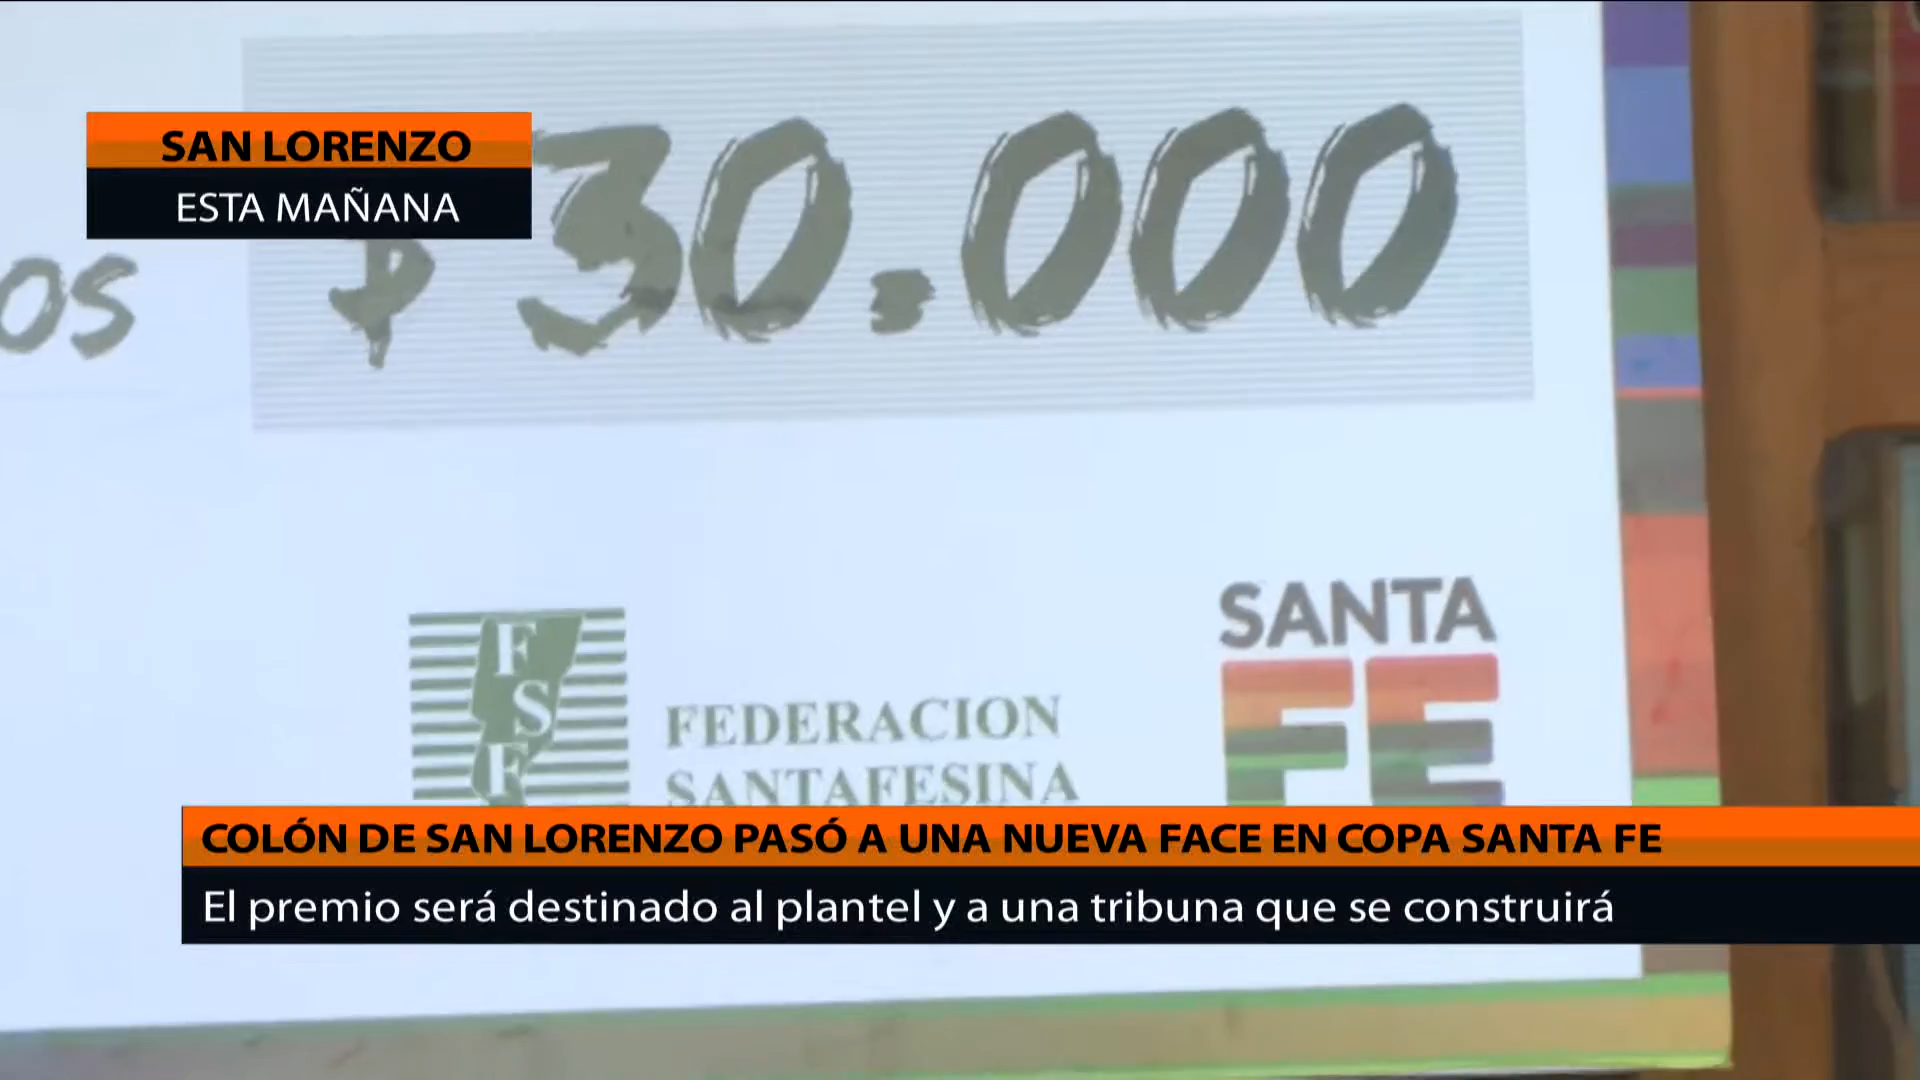 SAN LORENZO
ESTA MAÑANA
$ 30.000
OS
FSF
FEDERACION
SANTAFESINA
SANTA
FE
COLÓN DE SAN LORENZO PASÓ A UNA NUEVA FACE EN COPA SANTA FE
El premio será destinado al plantel y a una tribuna que se construirá